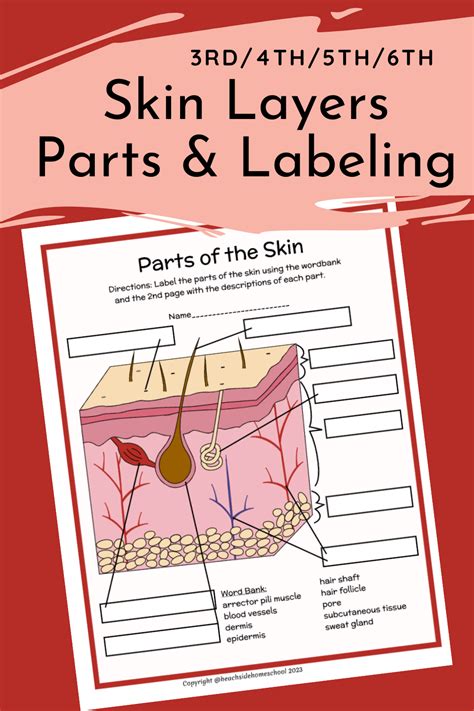 3RD/4TH/5TH/6TH
Skin Layers
Parts & Labeling
Parts of the Skin
Directions: Label the parts of the skin using the wordbank
and the 2nd page with the descriptions of each part.
Name_____________________
Word Bank:
arrector pili muscle
blood vessels
dermis
epidermis
hair shaft
hair follicle
pore
subcutaneous tissue
sweat gland
Copyright @beachsidehomeschool 2023